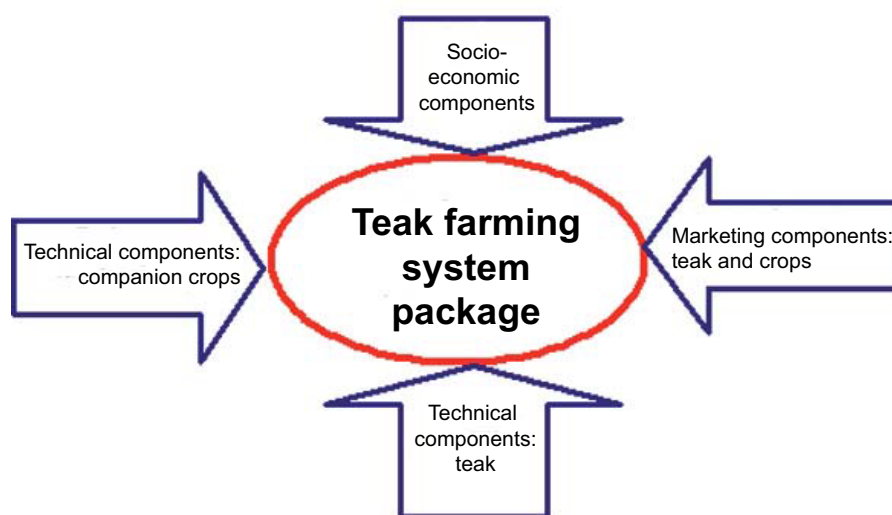 Socio-
economic
components
Technical components:
companion crops
Teak farming
system
package
Marketing components:
teak and crops
Technical
components:
teak